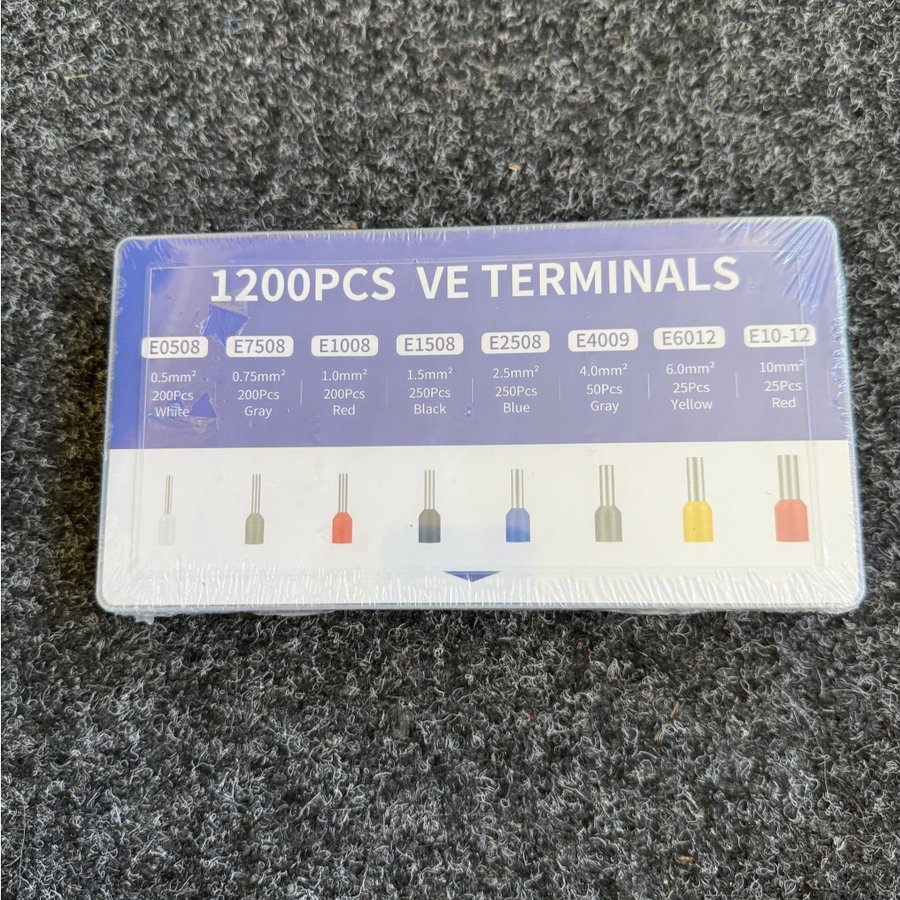 1200PCS VE TERMINALS
E0508 E7508 E1008 E1508 E2508 E4009 E6012 E10-12
0.5mm² 0.75mm² 1.0mm² 1.5mm² 2.5mm² 4.0mm² 6.0mm² 10mm²
200Pcs 200Pcs 200Pcs 250Pcs 250Pcs 50Pcs 25Pcs 25Pcs
White Gray Red Black Blue Gray Yellow Red